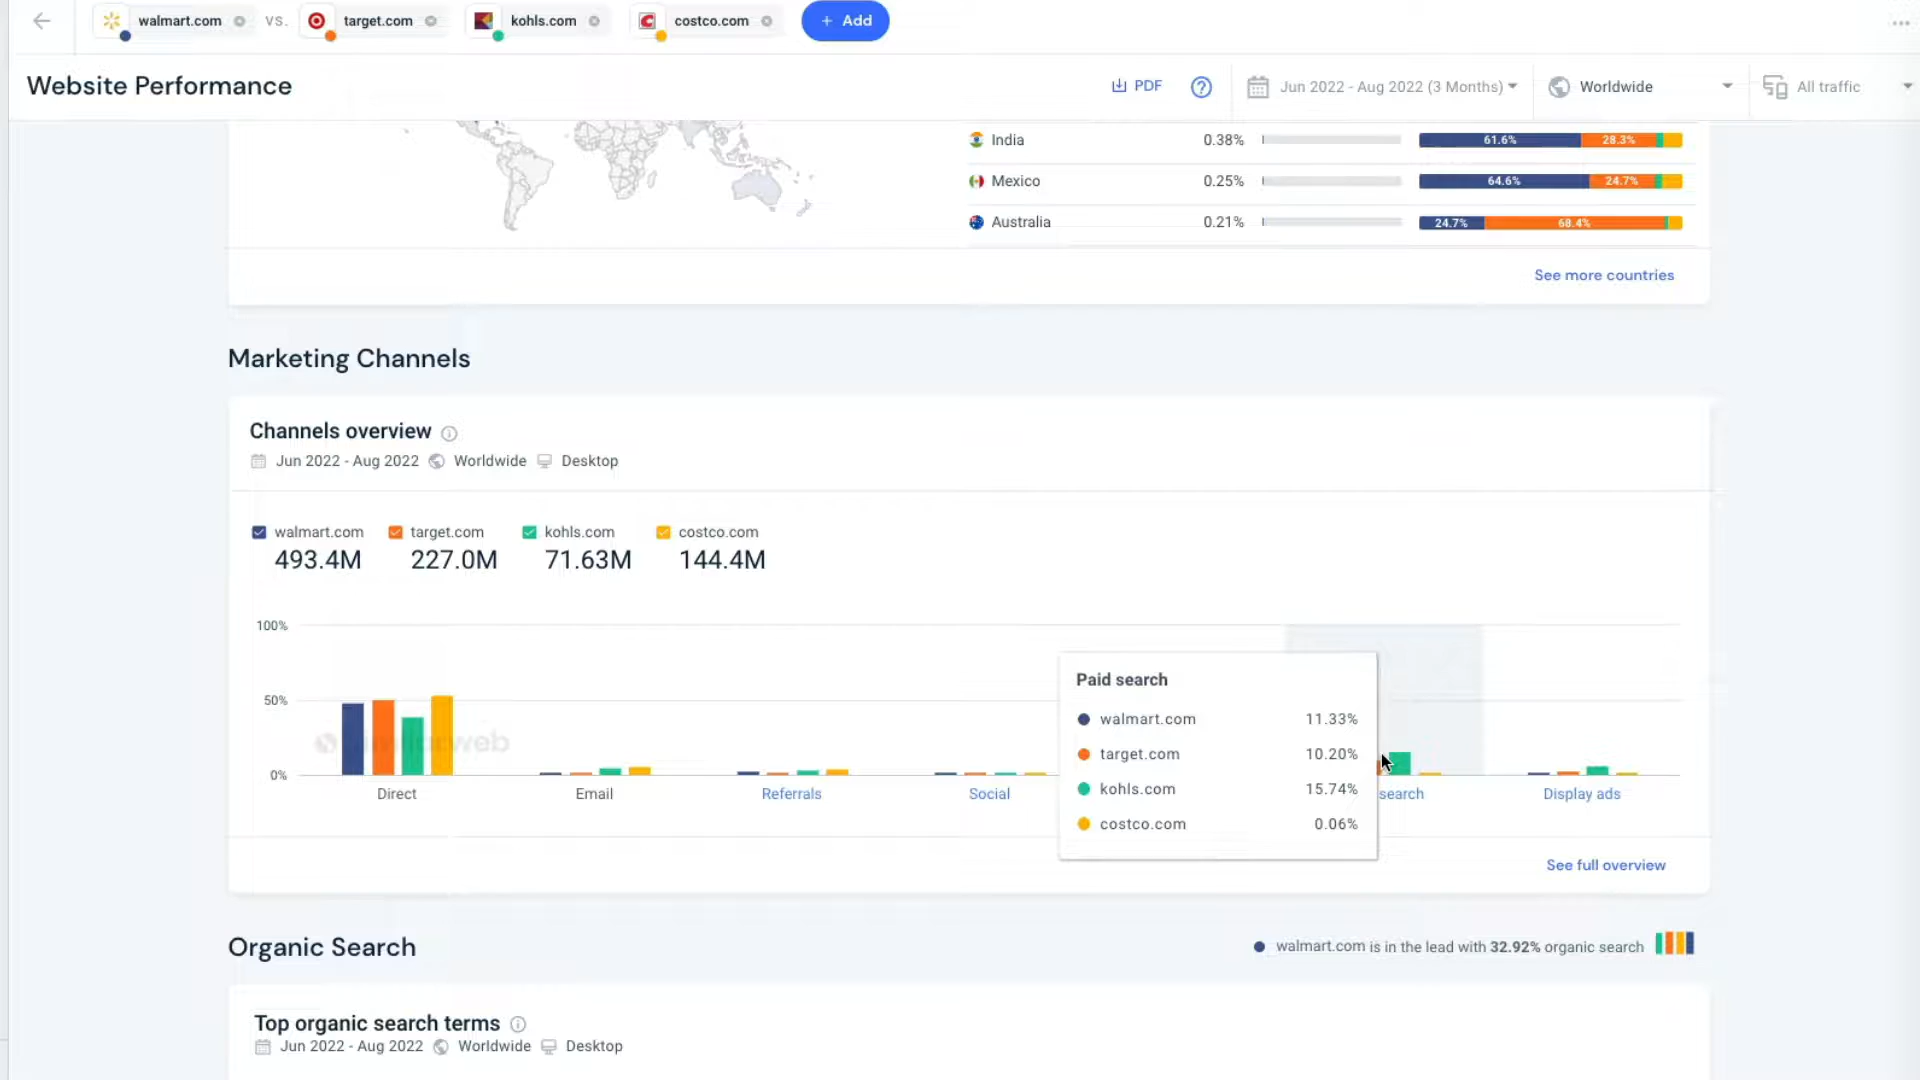 walmart.com VS. target.com kohls.com costco.com + Add
Website Performance PDF ? Jun 2022 - Aug 2022 (3 Months) Worldwide All traffic
India 0.38% 61.6% 28.3%
Mexico 0.25% 64.6% 24.7%
Australia 0.21% 24.7% 68.4%
See more countries
Marketing Channels
Channels overview
Jun 2022 - Aug 2022 Worldwide Desktop
walmart.com target.com kohls.com costco.com
493.4M 227.0M 71.63M 144.4M
100%
50%
0%
Direct Email Referrals Social search Display ads
Paid search
walmart.com 11.33%
target.com 10.20%
kohls.com 15.74%
costco.com 0.06%
See full overview
Organic Search
walmart.com is in the lead with 32.92% organic search
Top organic search terms
Jun 2022 - Aug 2022 Worldwide Desktop